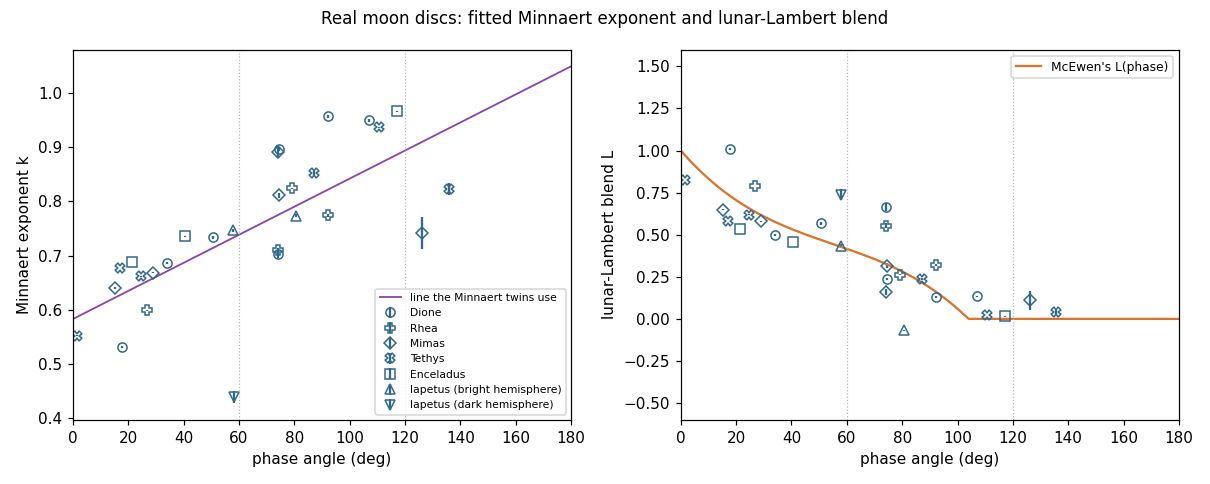 Real moon discs: fitted Minnaert exponent and lunar-Lambert blend
Minnaert exponent k
1.0
0.9
0.8
0.7
0.6
0.5
0.4
line the Minnaert twins use
Dione
Rhea
Mimas
Tethys
Enceladus
Iapetus (bright hemisphere)
Iapetus (dark hemisphere)
0 20 40 60 80 100 120 140 160 180
phase angle (deg)
lunar-Lambert blend L
1.50
1.25
1.00
0.75
0.50
0.25
0.00
−0.25
−0.50
McEwen's L(phase)
0 20 40 60 80 100 120 140 160 180
phase angle (deg)